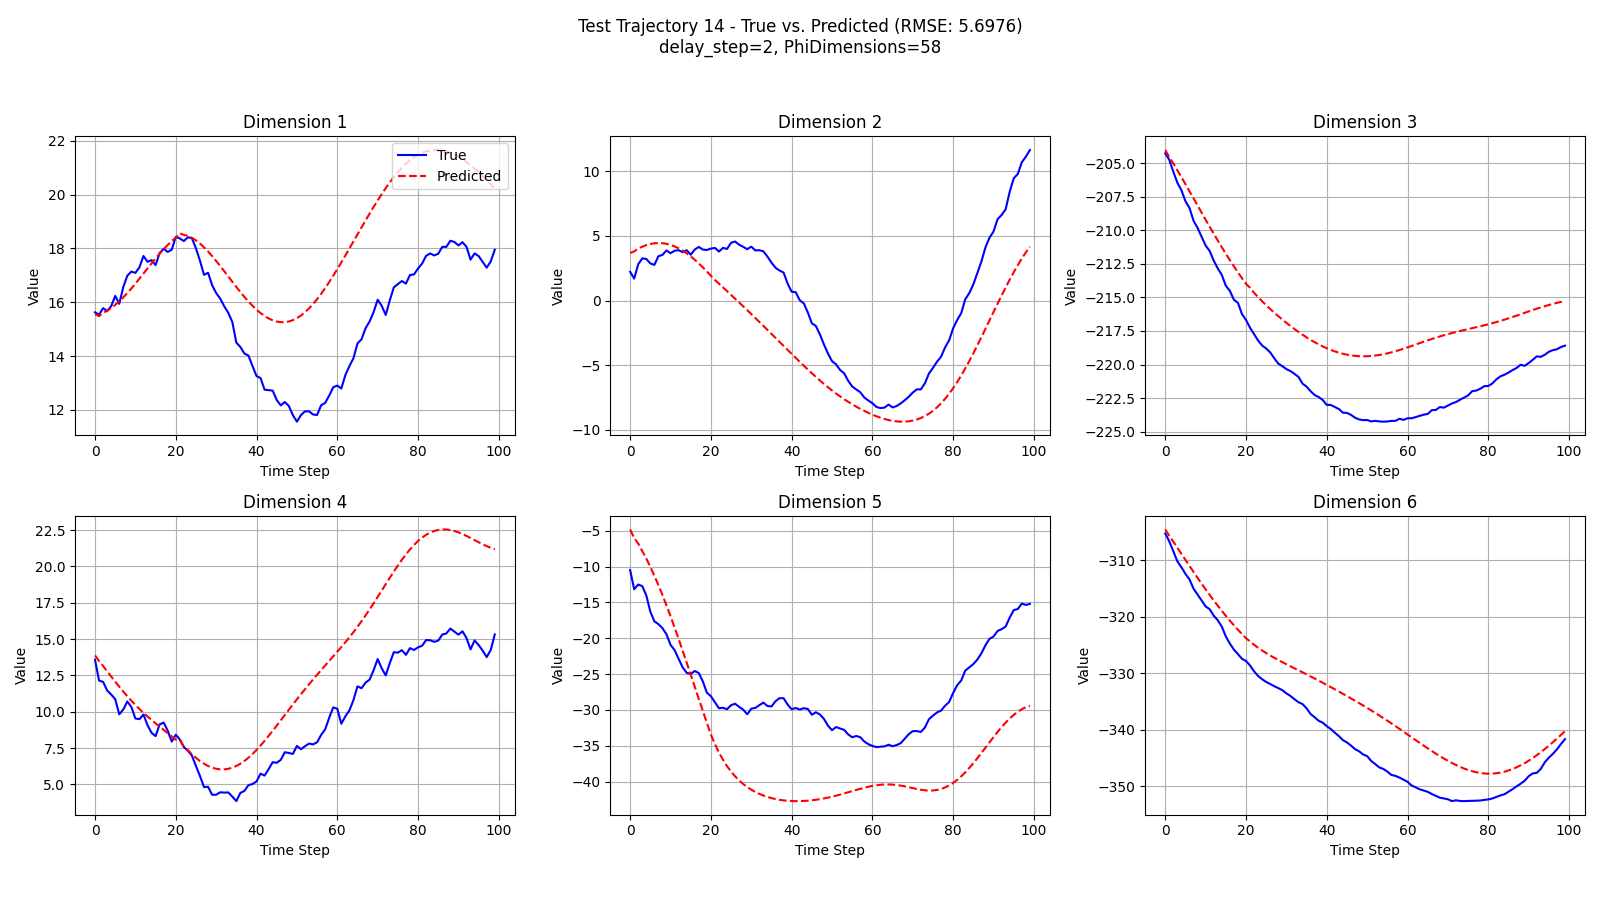 Test Trajectory 14 - True vs. Predicted (RMSE: 5.6976)
delay_step=2, PhiDimensions=58
Dimension 1
22
20
18
16
14
12
Value
0 20 40 60 80 100
Time Step
True
Predicted
Dimension 2
10
5
0
−5
−10
Value
0 20 40 60 80 100
Time Step
Dimension 3
−205.0
−207.5
−210.0
−212.5
−215.0
−217.5
−220.0
−222.5
−225.0
Value
0 20 40 60 80 100
Time Step
Dimension 4
22.5
20.0
17.5
15.0
12.5
10.0
7.5
5.0
Value
0 20 40 60 80 100
Time Step
Dimension 5
−5
−10
−15
−20
−25
−30
−35
−40
Value
0 20 40 60 80 100
Time Step
Dimension 6
−310
−320
−330
−340
−350
Value
0 20 40 60 80 100
Time Step